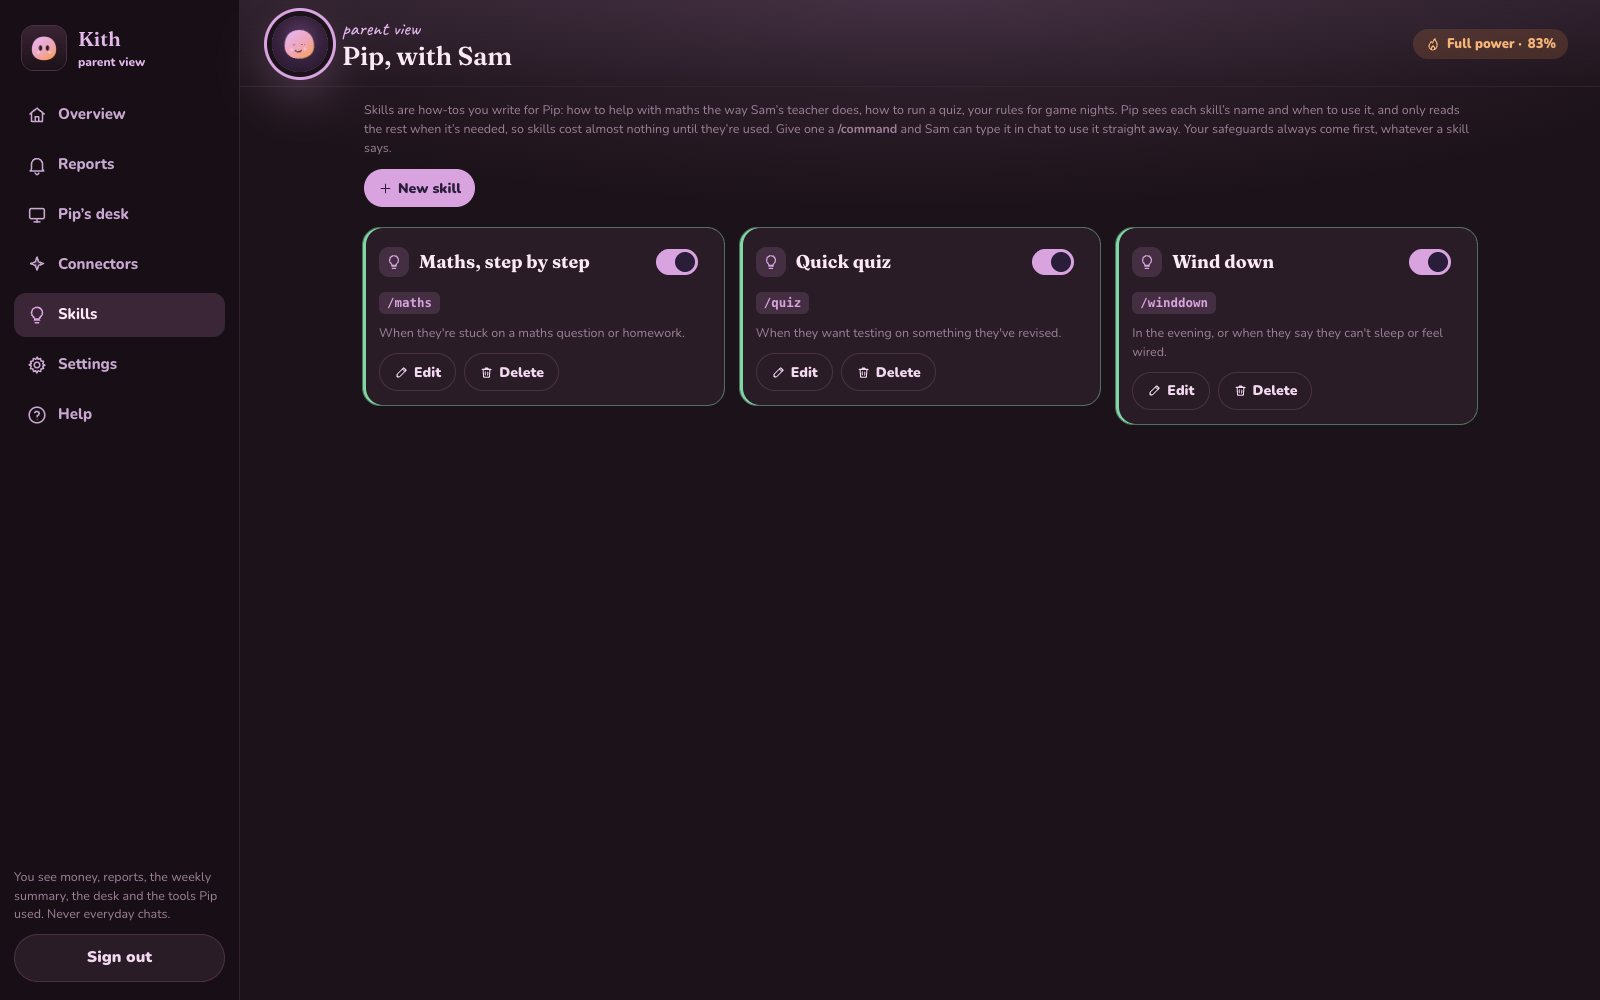 Kith
parent view
Overview
Reports
Pip's desk
Connectors
Skills
Settings
Help
You see money, reports, the weekly
summary, the desk and the tools Pip
used. Never everyday chats.
Sign out
parent view
Pip, with Sam
Full power · 83%
Skills are how-tos you write for Pip: how to help with maths the way Sam's teacher does, how to run a quiz, your rules for game nights. Pip sees each skill's name and when to use it, and only reads
the rest when it's needed, so skills cost almost nothing until they're used. Give one a /command and Sam can type it in chat to use it straight away. Your safeguards always come first, whatever a skill
says.
+ New skill
Maths, step by step
/maths
When they're stuck on a maths question or homework.
Edit
Delete
Quick quiz
/quiz
When they want testing on something they've revised.
Edit
Delete
Wind down
/winddown
In the evening, or when they say they can't sleep or feel
wired.
Edit
Delete